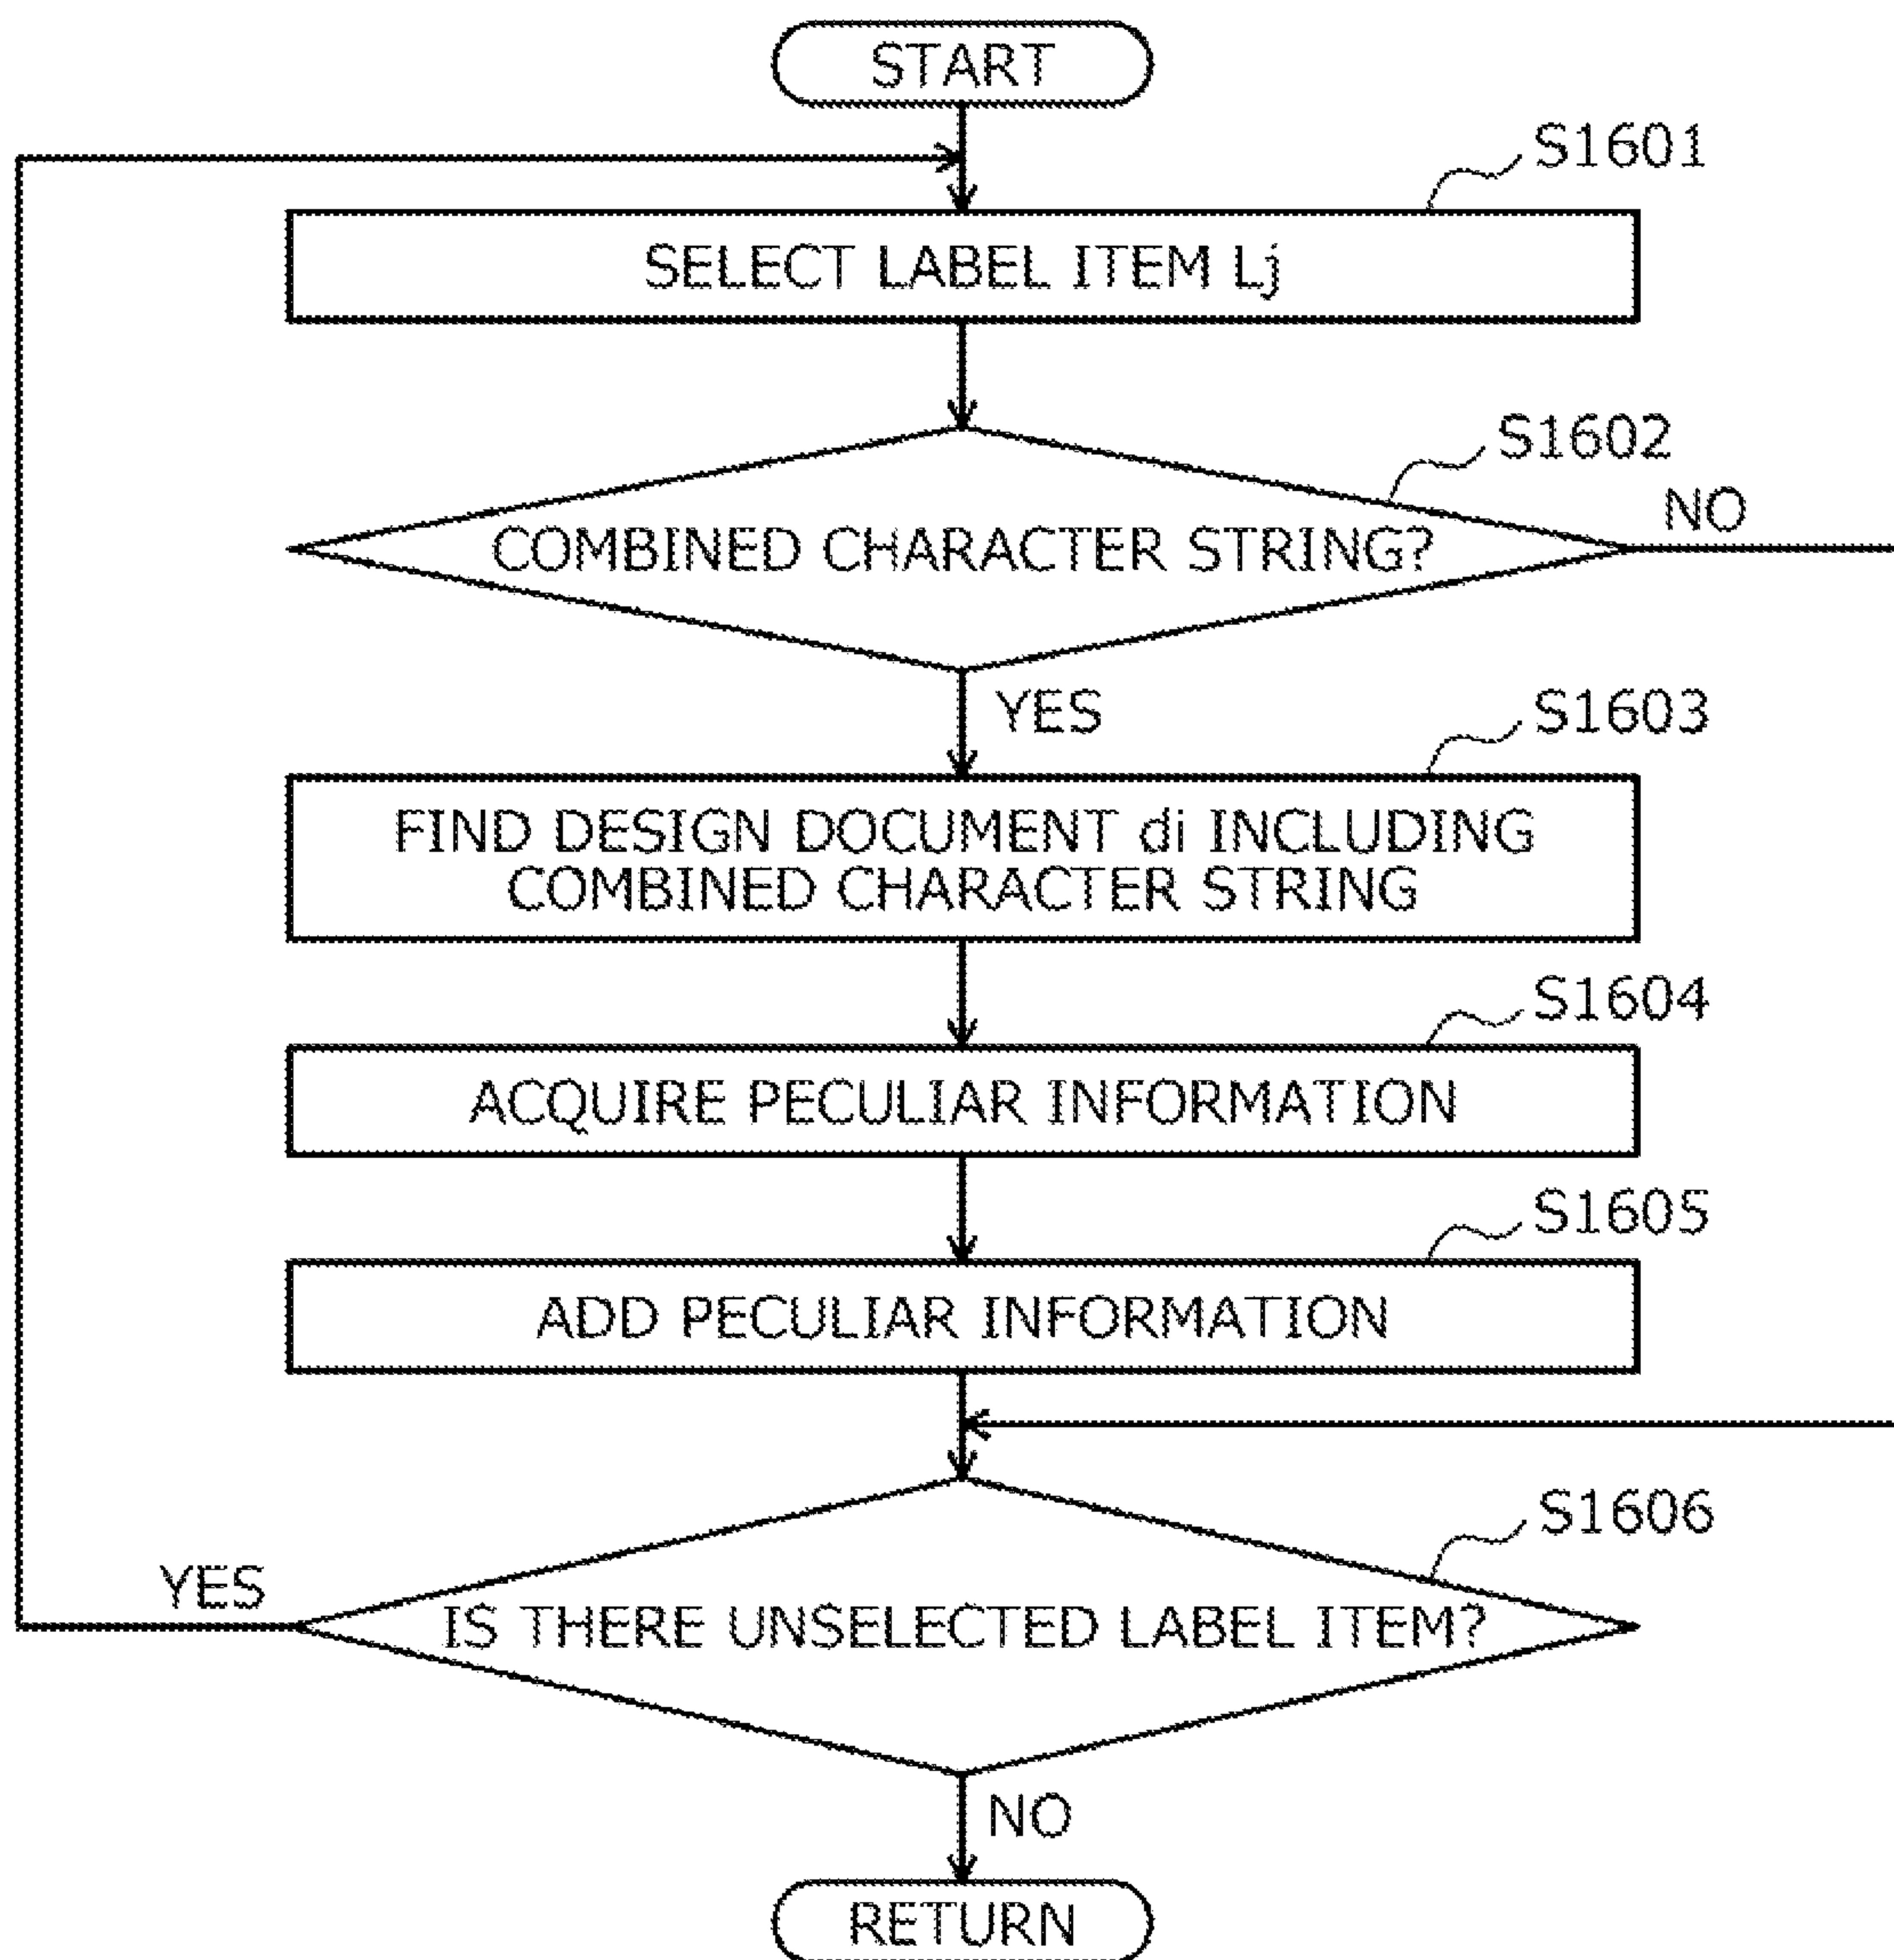 START
S1601
SELECT LABEL ITEM Lj
S1602
COMBINED CHARACTER STRING?
NO
YES
S1603
FIND DESIGN DOCUMENT di INCLUDING
COMBINED CHARACTER STRING
S1604
ACQUIRE PECULIAR INFORMATION
S1605
ADD PECULIAR INFORMATION
S1606
YES
IS THERE UNSELECTED LABEL ITEM?
NO
RETURN